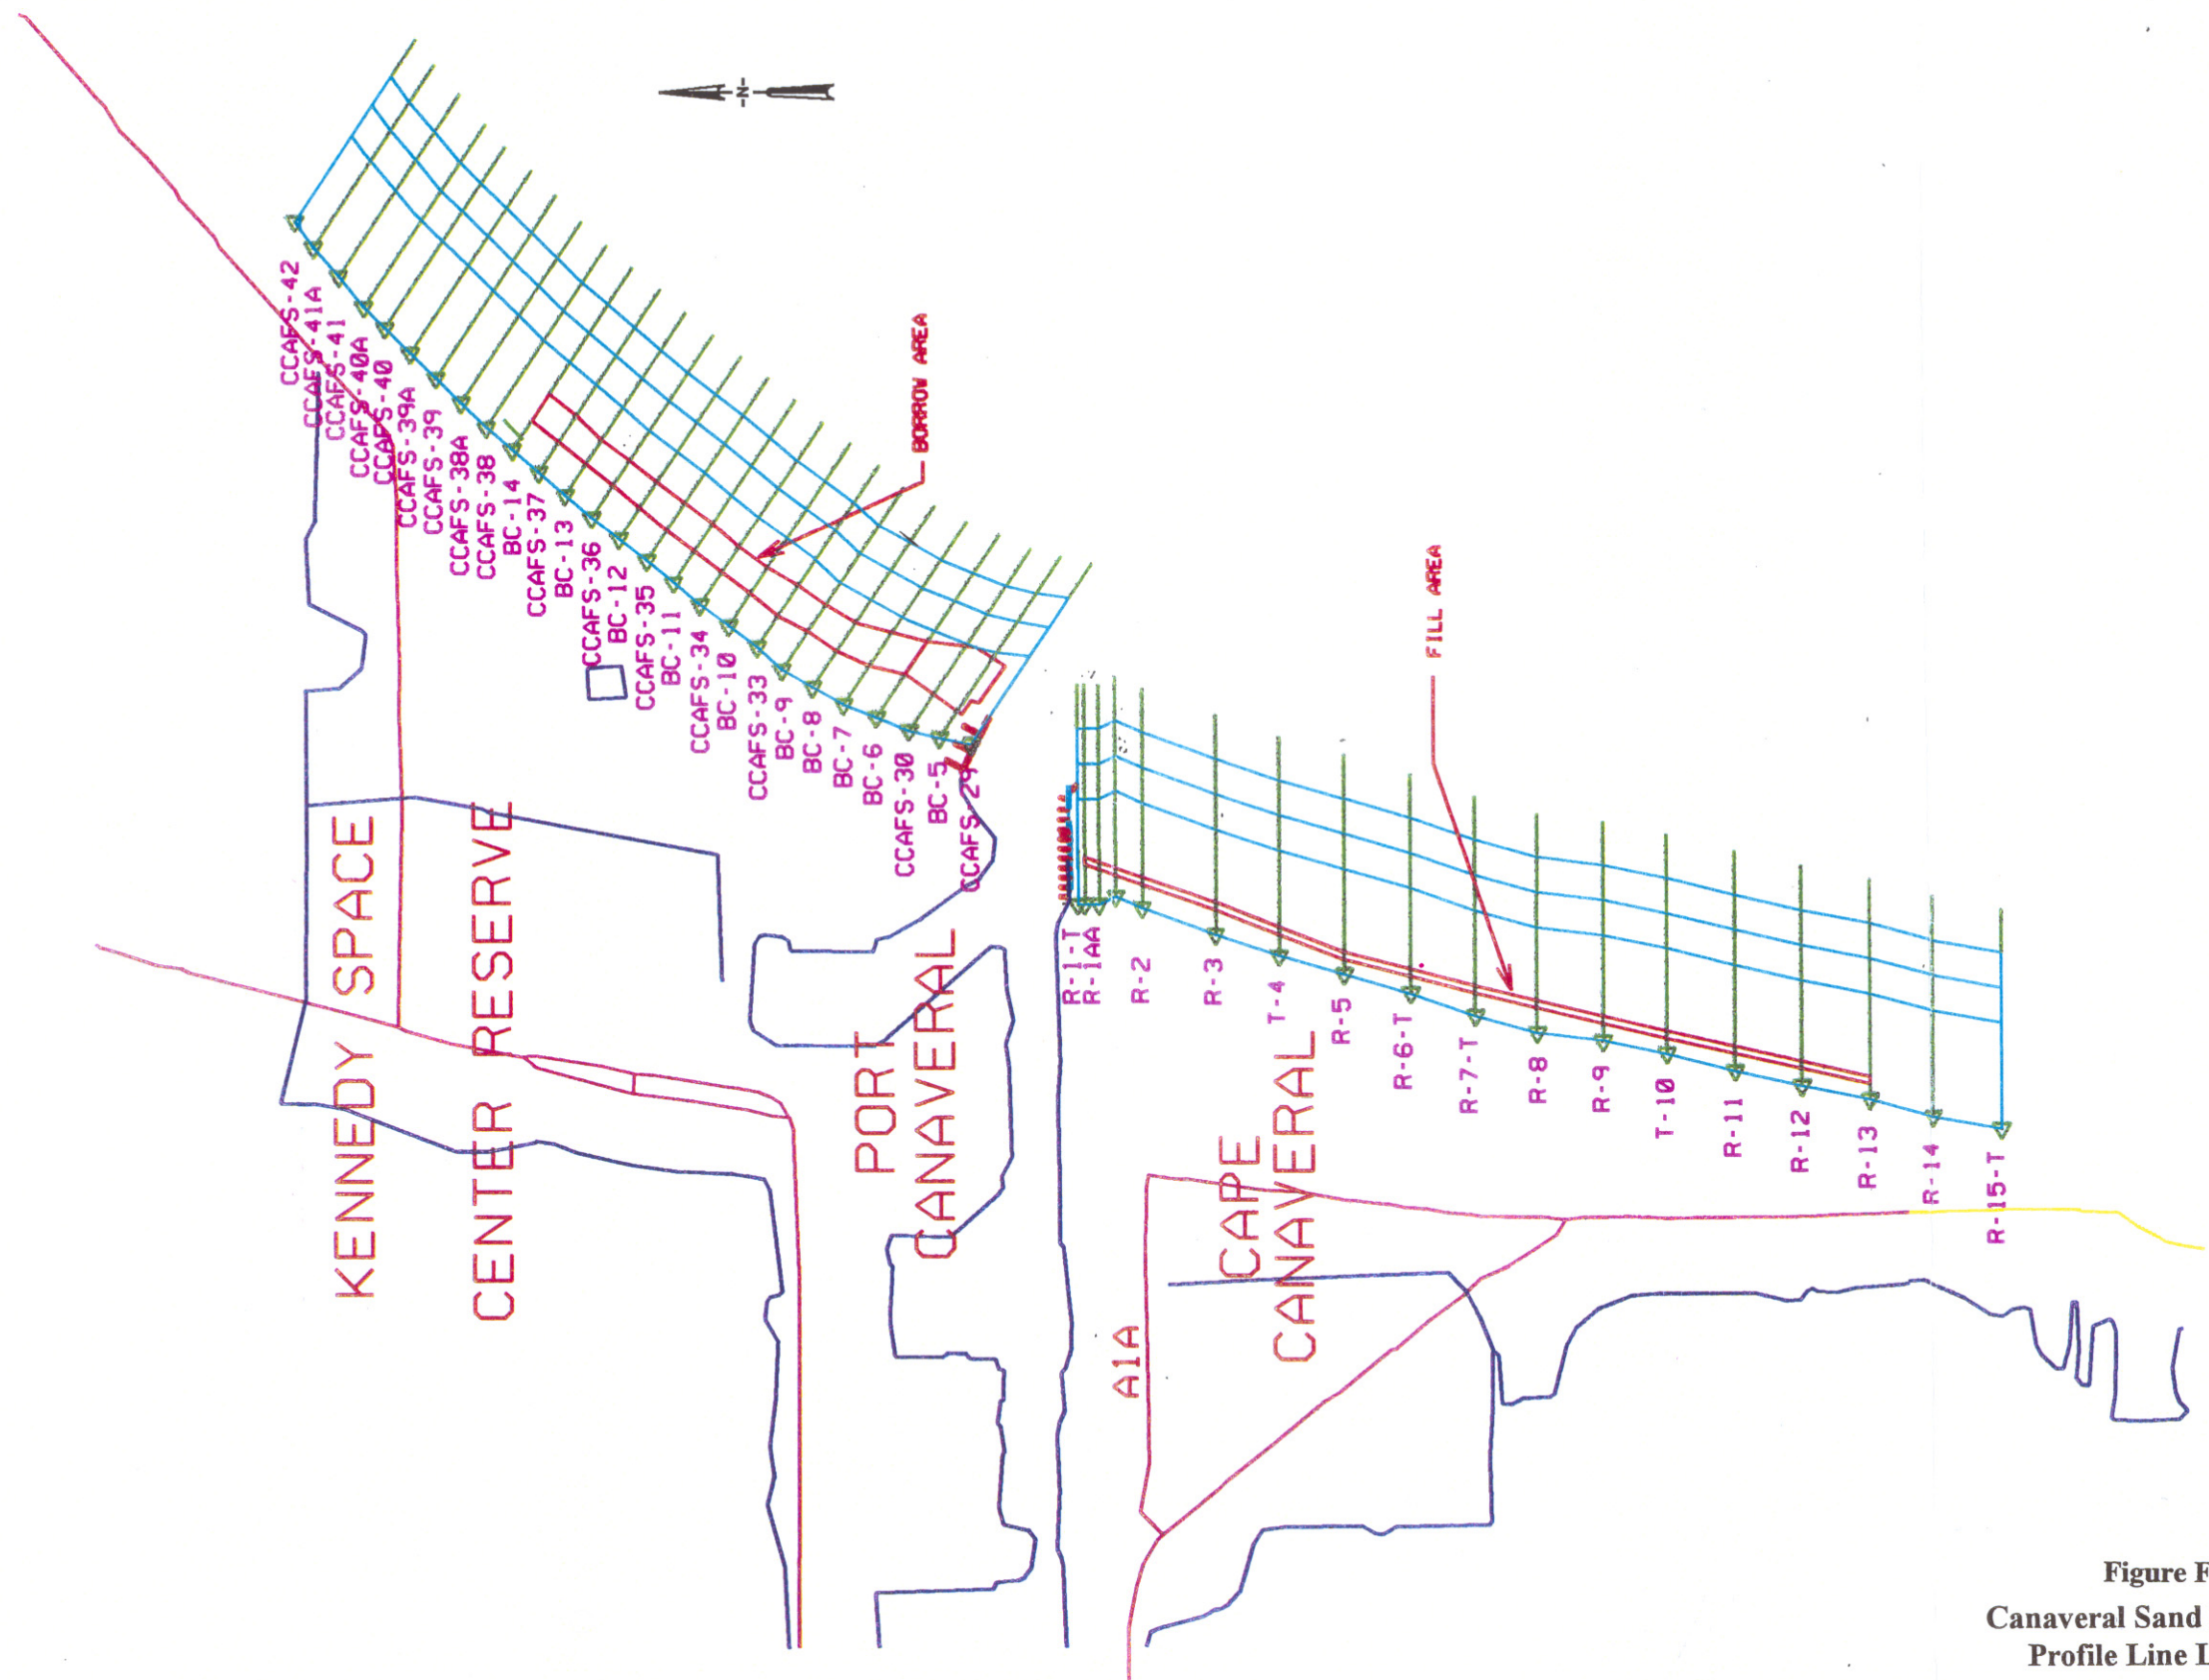 N
CCAFS-42
CCAFS-41A
CCAFS-41
CCAFS-40A
CCAFS-40
CCAFS-39A
CCAFS-39
CCAFS-38A
CCAFS-38
BC-14
CCAFS-37
BC-13
CCAFS-36
BC-12
CCAFS-35
BC-11
CCAFS-34
BC-10
CCAFS-33
BC-9
BC-8
BC-7
BC-6
CCAFS-30
BC-5
CCAFS-29
BORROW AREA
KENNEDY SPACE
CENTER RESERVE
PORT
CANAVERAL
R-1-T
R-1AA
R-2
R-3
T-4
R-5
R-6-T
R-7-T
R-8
R-9
T-10
R-11
R-12
R-13
R-14
R-15-T
FILL AREA
A1A
CAPE
CANAVERAL
Figure F
Canaveral Sand
Profile Line